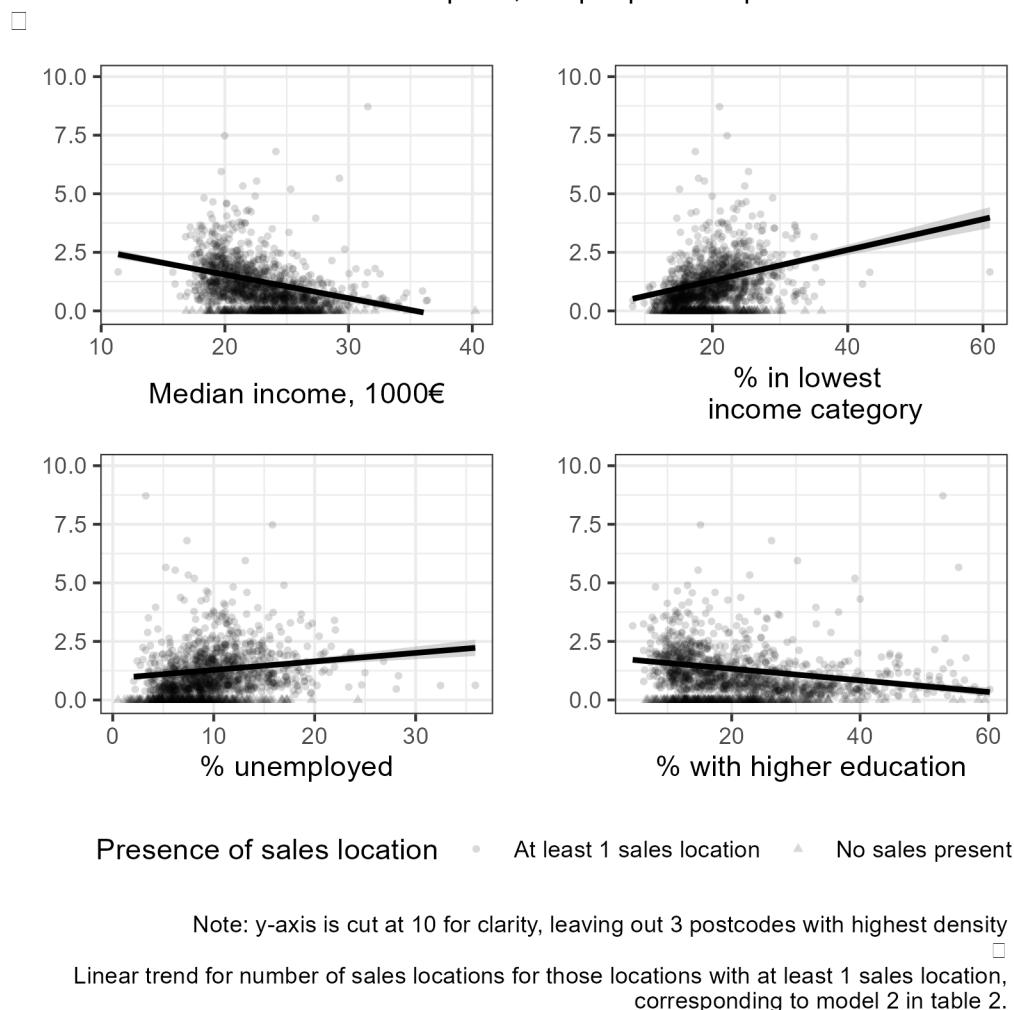 10.0
7.5
5.0
2.5
0.0
10 20 30 40
Median income, 1000€
10.0
7.5
5.0
2.5
0.0
20 40 60
% in lowest
income category
10.0
7.5
5.0
2.5
0.0
0 10 20 30
% unemployed
10.0
7.5
5.0
2.5
0.0
20 40 60
% with higher education
Presence of sales location At least 1 sales location No sales present
Note: y-axis is cut at 10 for clarity, leaving out 3 postcodes with highest density
Linear trend for number of sales locations for those locations with at least 1 sales location,
corresponding to model 2 in table 2.